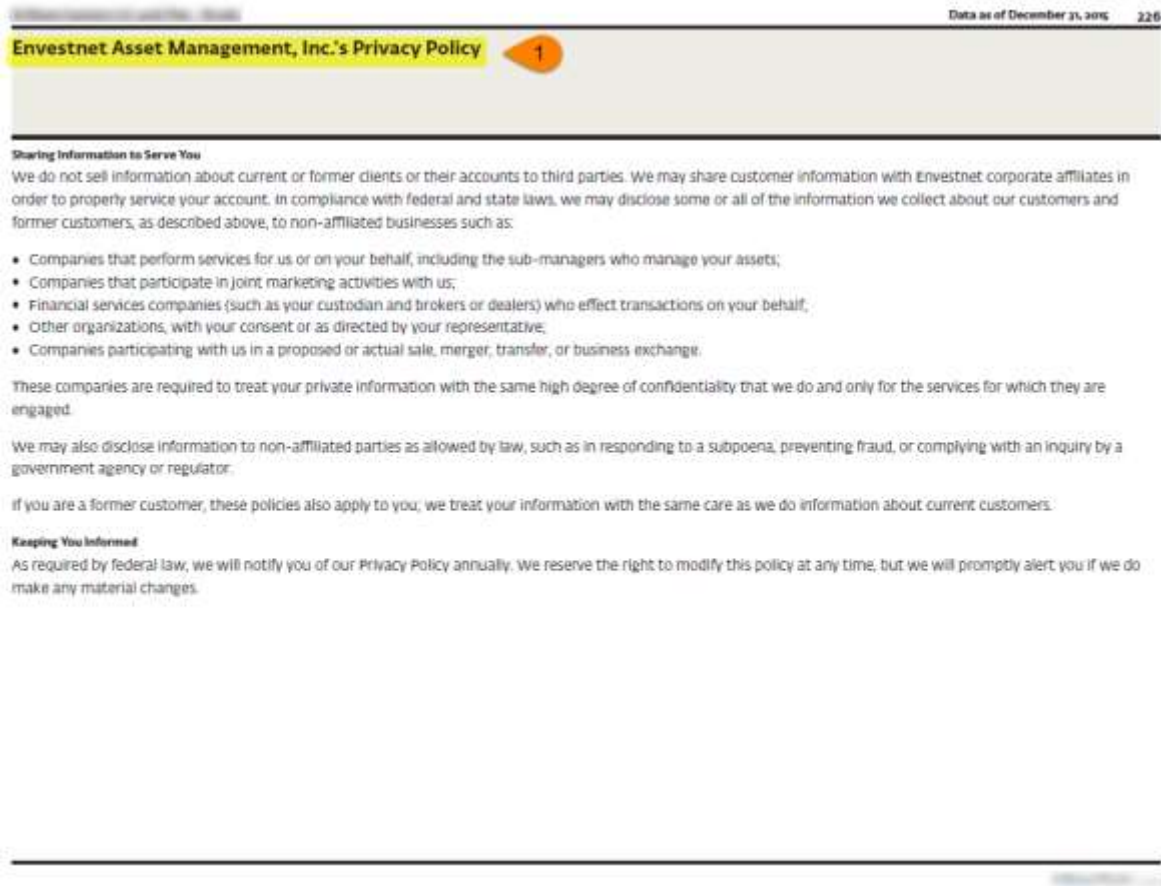 Data as of December 31, 2015 226
Envestnet Asset Management, Inc.'s Privacy Policy
1
Sharing Information to Serve You
We do not sell information about current or former clients or their accounts to third parties. We may share customer information with Envestnet corporate affiliates in
order to properly service your account. In compliance with federal and state laws, we may disclose some or all of the information we collect about our customers and
former customers, as described above, to non-affiliated businesses such as:
• Companies that perform services for us or on your behalf, including the sub-managers who manage your assets;
• Companies that participate in joint marketing activities with us;
• Financial services companies (such as your custodian and brokers or dealers) who effect transactions on your behalf;
• Other organizations, with your consent or as directed by your representative;
• Companies participating with us in a proposed or actual sale, merger, transfer, or business exchange.
These companies are required to treat your private information with the same high degree of confidentiality that we do and only for the services for which they are
engaged.
We may also disclose information to non-affiliated parties as allowed by law, such as in responding to a subpoena, preventing fraud, or complying with an inquiry by a
government agency or regulator.
If you are a former customer, these policies also apply to you; we treat your information with the same care as we do information about current customers.
Keeping You Informed
As required by federal law, we will notify you of our Privacy Policy annually. We reserve the right to modify this policy at any time, but we will promptly alert you if we do
make any material changes.